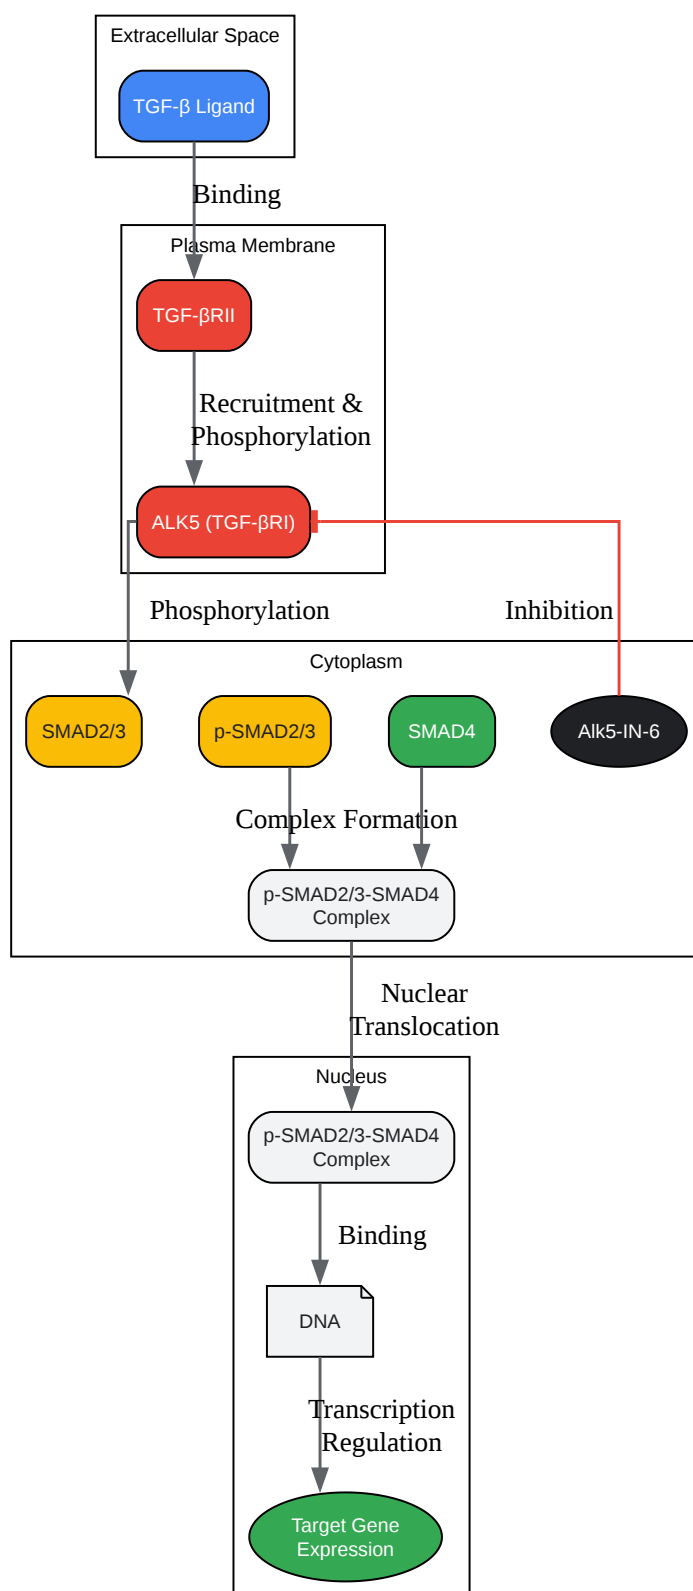 Extracellular Space
TGF-β Ligand
Binding
Plasma Membrane
TGF-βRII
Recruitment &
Phosphorylation
ALK5 (TGF-βRI)
Phosphorylation
Inhibition
Cytoplasm
SMAD2/3
p-SMAD2/3
SMAD4
Alk5-IN-6
Complex Formation
p-SMAD2/3-SMAD4
Complex
Nuclear
Translocation
Nucleus
p-SMAD2/3-SMAD4
Complex
Binding
DNA
Transcription
Regulation
Target Gene
Expression